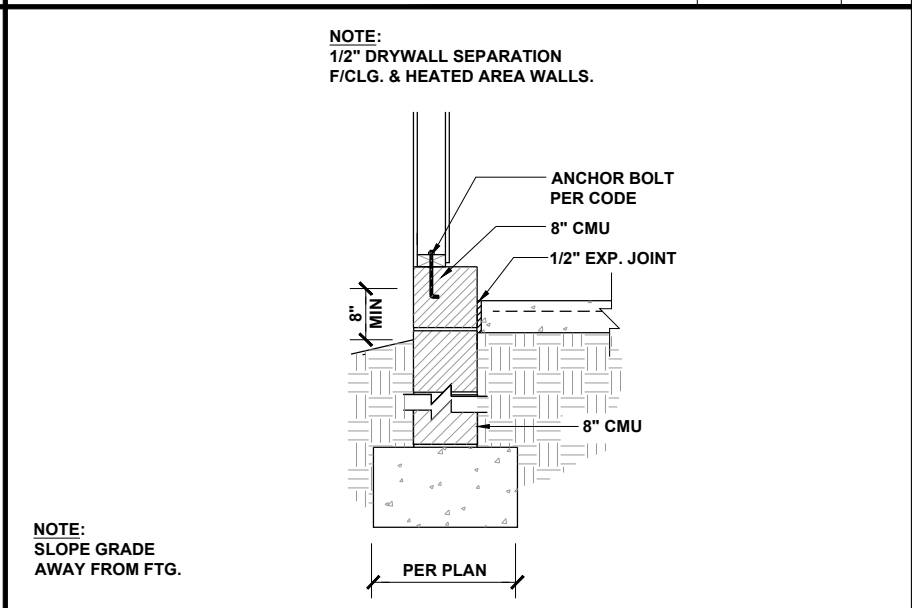 NOTE:
1/2" DRYWALL SEPARATION
F/CLG. & HEATED AREA WALLS.
ANCHOR BOLT
PER CODE
8" CMU
1/2" EXP. JOINT
8"
MIN
8" CMU
NOTE:
SLOPE GRADE
AWAY FROM FTG.
PER PLAN